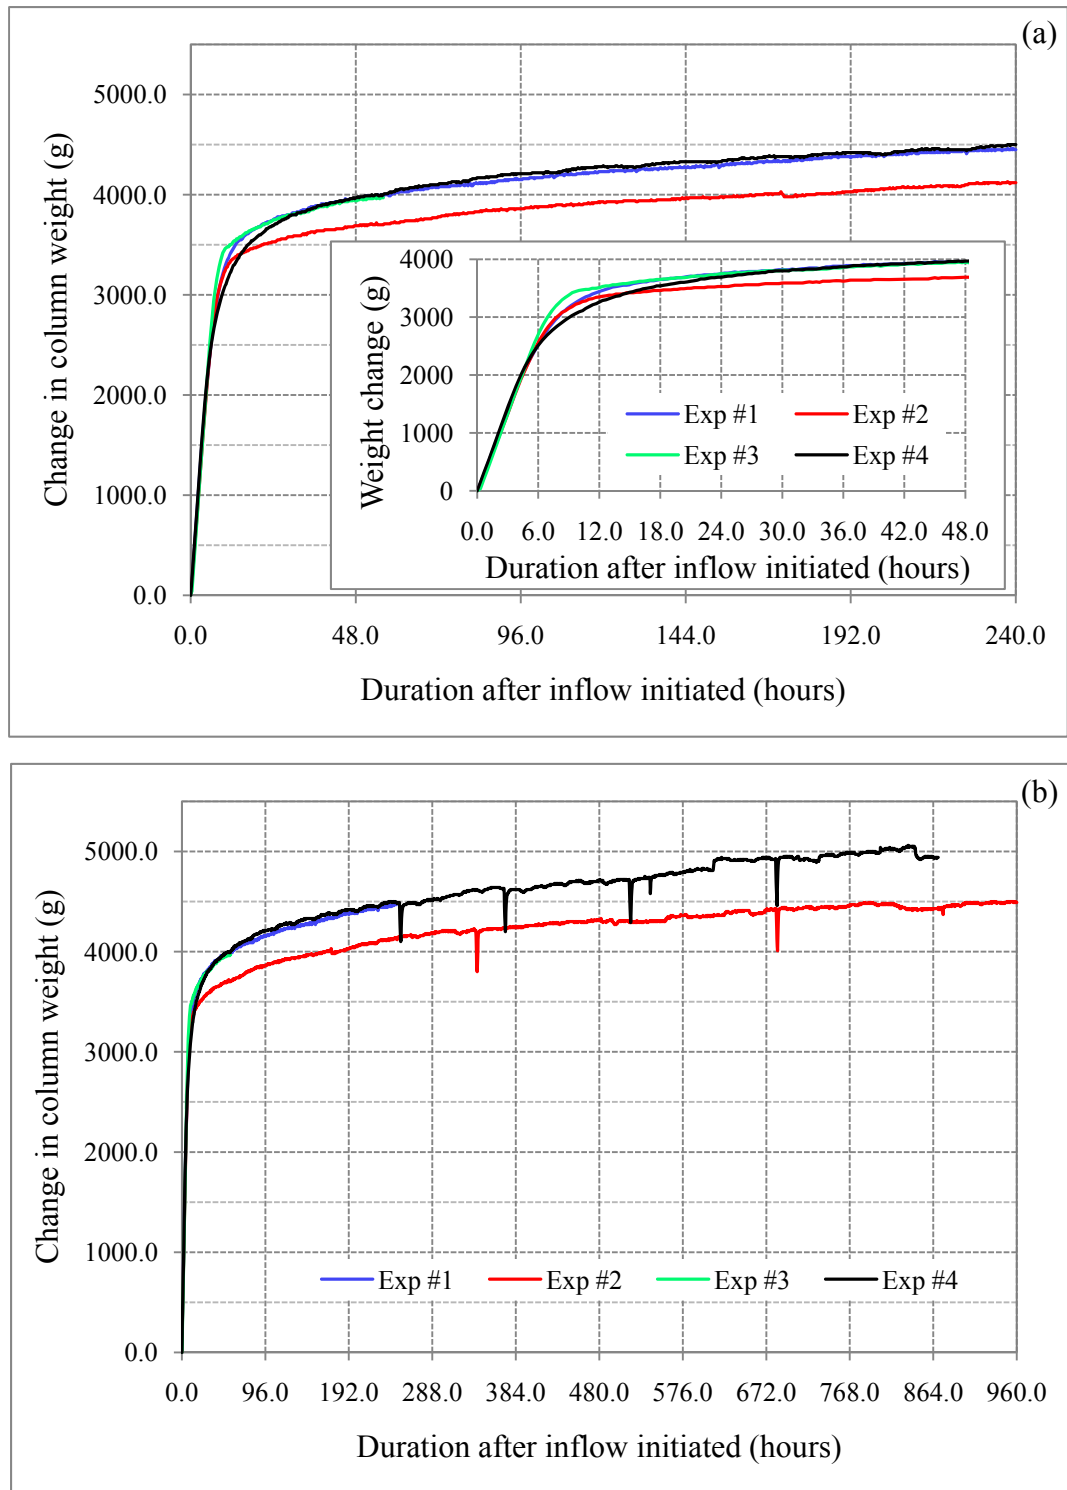 (a)
Change in column weight (g)
5000.0
4000.0
3000.0
2000.0
1000.0
0.0
0.0 48.0 96.0 144.0 192.0 240.0
Duration after inflow initiated (hours)
Weight change (g)
4000
3000
2000
1000
0
Exp #1 Exp #2
Exp #3 Exp #4
0.0 6.0 12.0 18.0 24.0 30.0 36.0 42.0 48.0
Duration after inflow initiated (hours)
(b)
Change in column weight (g)
5000.0
4000.0
3000.0
2000.0
1000.0
0.0
Exp #1 Exp #2 Exp #3 Exp #4
0.0 96.0 192.0 288.0 384.0 480.0 576.0 672.0 768.0 864.0 960.0
Duration after inflow initiated (hours)